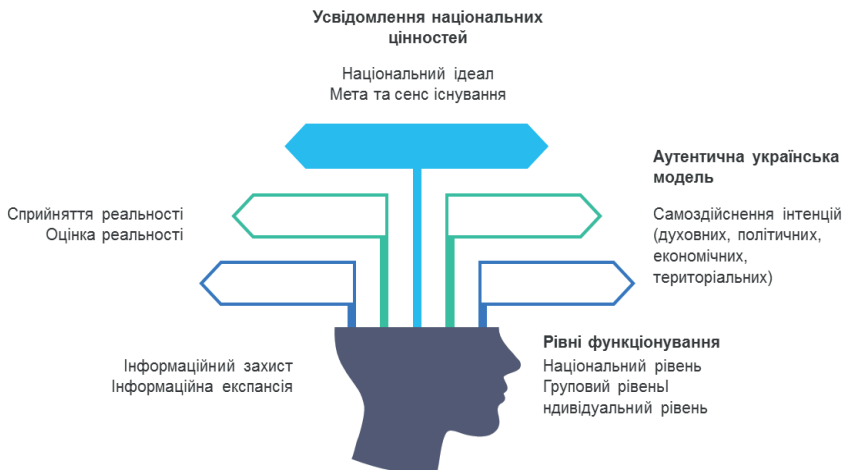 Усвідомлення національних
цінностей
Національний ідеал
Мета та сенс існування
Сприйняття реальності
Оцінка реальності
Аутентична українська
модель
Самоздійснення інтенцій
(духовних, політичних,
економічних,
територіальних)
Інформаційний захист
Інформаційна експансія
Рівні функціонування
Національний рівень
Груповий рівеньІ
ндивідуальний рівень